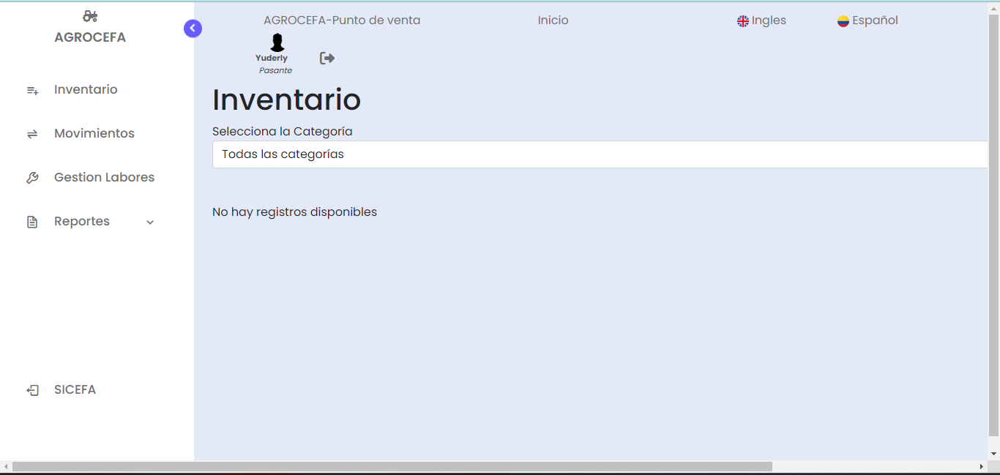 AGROCEFA
Inventario
Movimientos
Gestion Labores
Reportes
SICEFA
AGROCEFA-Punto de venta
Inicio
Ingles
Español
Yuderly
Pasante
Inventario
Selecciona la Categoría
Todas las categorías
No hay registros disponibles